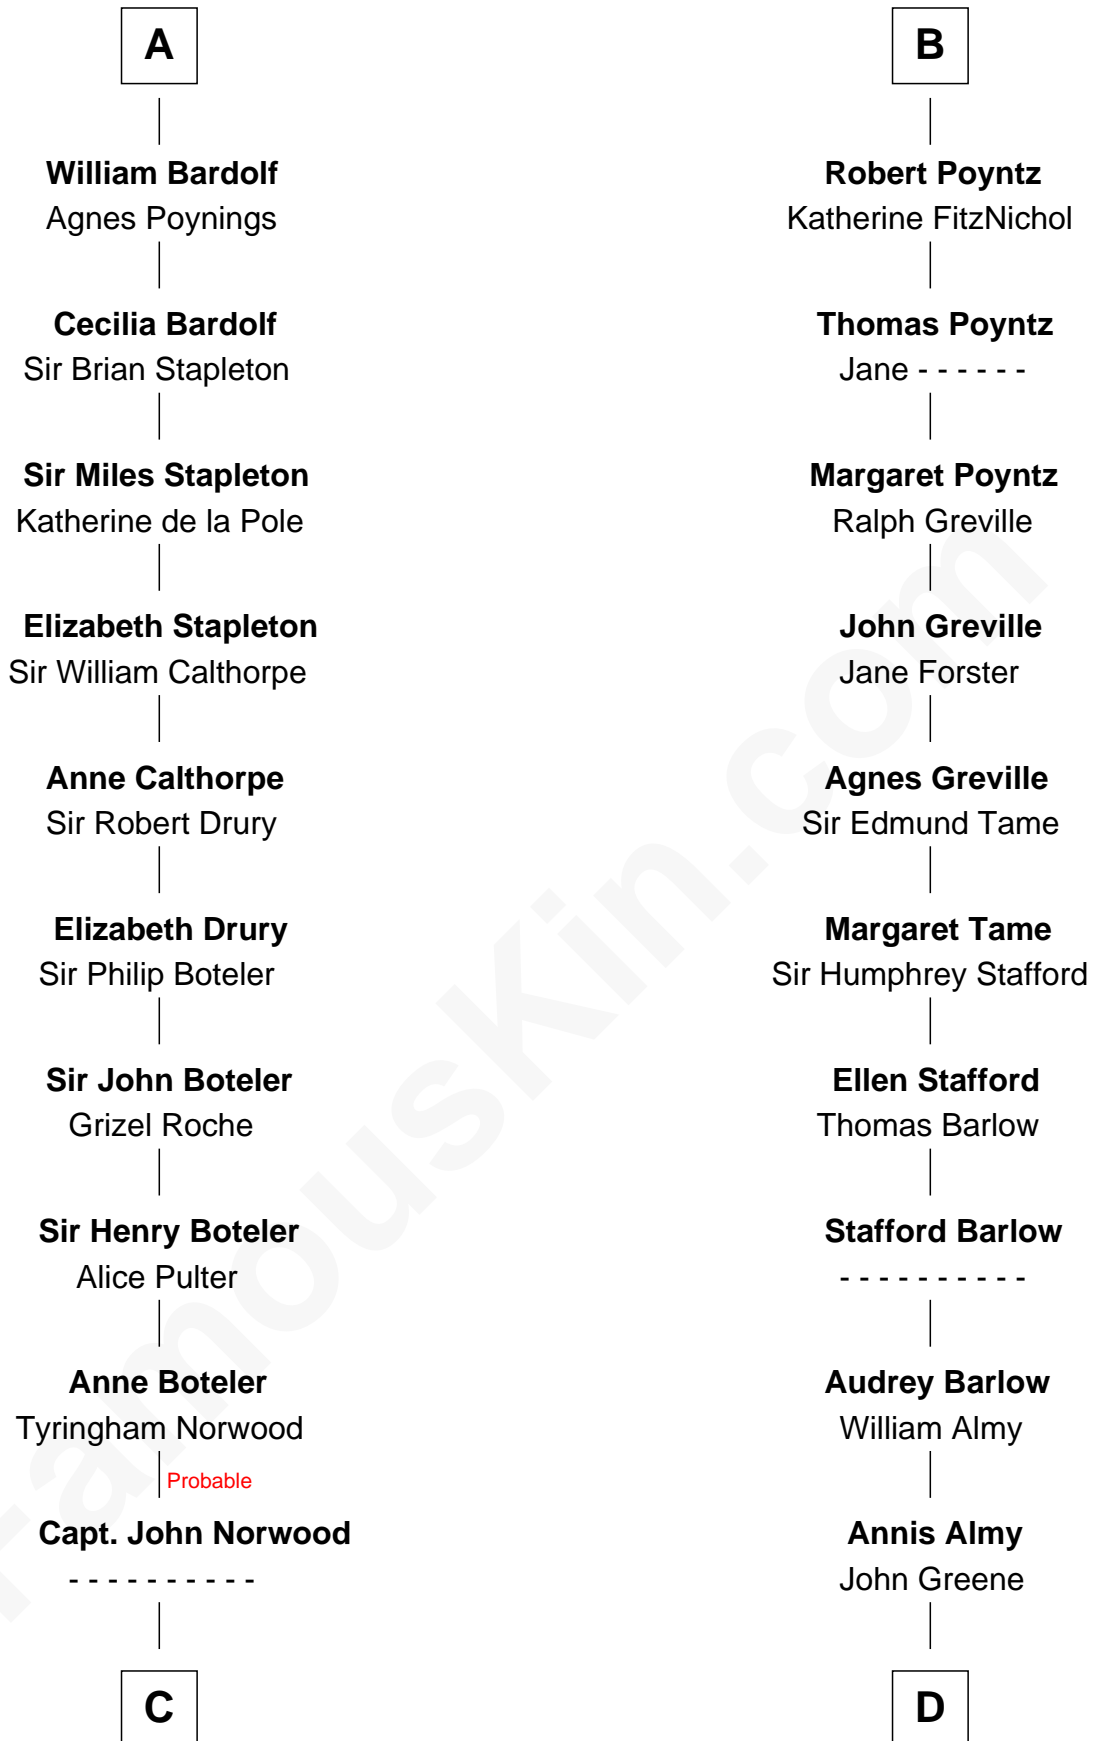 A
William Bardolf
Agnes Poynings
Cecilia Bardolf
Sir Brian Stapleton
Sir Miles Stapleton
Katherine de la Pole
Elizabeth Stapleton
Sir William Calthorpe
Anne Calthorpe
Sir Robert Drury
Elizabeth Drury
Sir Philip Boteler
Sir John Boteler
Grizel Roche
Sir Henry Boteler
Alice Pulter
Anne Boteler
Tyringham Norwood
Probable
Capt. John Norwood
- - - - - - - - - -
C
B
Robert Poyntz
Katherine FitzNichol
Thomas Poyntz
Jane - - - - - -
Margaret Poyntz
Ralph Greville
John Greville
Jane Forster
Agnes Greville
Sir Edmund Tame
Margaret Tame
Sir Humphrey Stafford
Ellen Stafford
Thomas Barlow
Stafford Barlow
- - - - - - - - - -
Audrey Barlow
William Almy
Annis Almy
John Greene
D
FamousKin.com